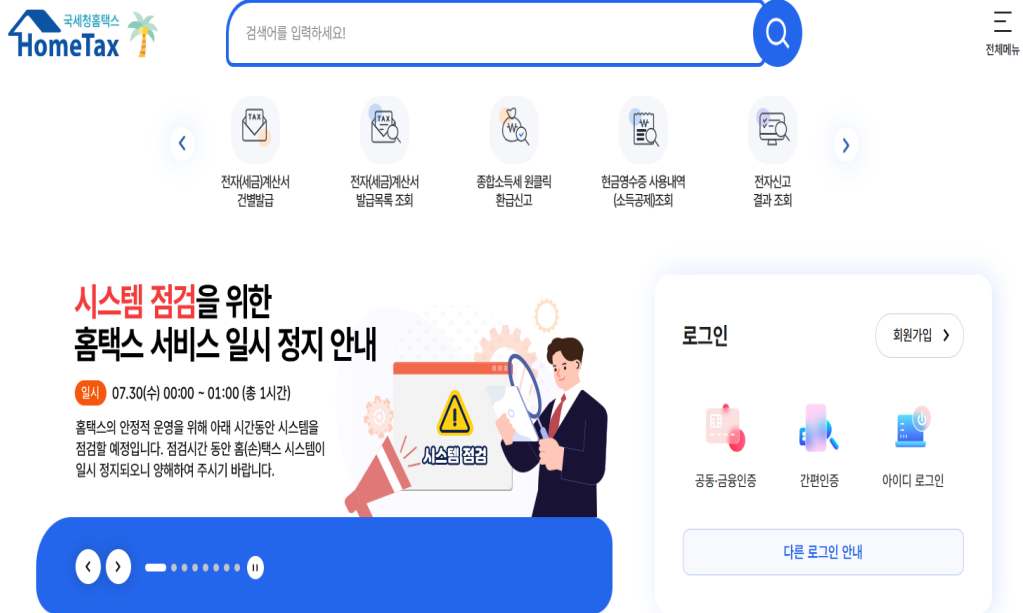 국세청홈택스
HomeTax
검색어를 입력하세요!
전체메뉴
TAX
TAX
전자(세금)계산서
건별발급
전자(세금)계산서
발급목록 조회
종합소득세 원클릭
환급신고
현금영수증 사용내역
(소득공제)조회
전자신고
결과 조회
시스템 점검을 위한
홈택스 서비스 일시 정지 안내
일시 07.30(수) 00:00 ~ 01:00 (총 1시간)
홈택스의 안정적 운영을 위해 아래 시간동안 시스템을
점검할 예정입니다. 점검시간 동안 홈(손)택스 시스템이
일시 정지되오니 양해하여 주시기 바랍니다.
시스템 점검
로그인
회원가입
공동·금융인증
간편인증
아이디 로그인
다른 로그인 안내